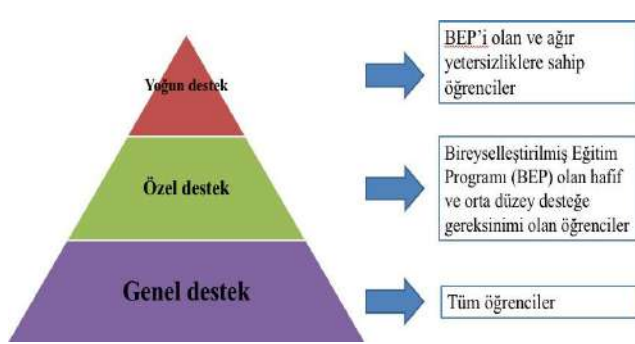 Yoğun destek
BEP’i olan ve ağır
yetersizliklere sahip
öğrenciler
Özel destek
Bireyselleştirilmiş Eğitim
Programı (BEP) olan hafif
ve orta düzey desteğe
gereksinimi olan öğrenciler
Genel destek
Tüm öğrenciler